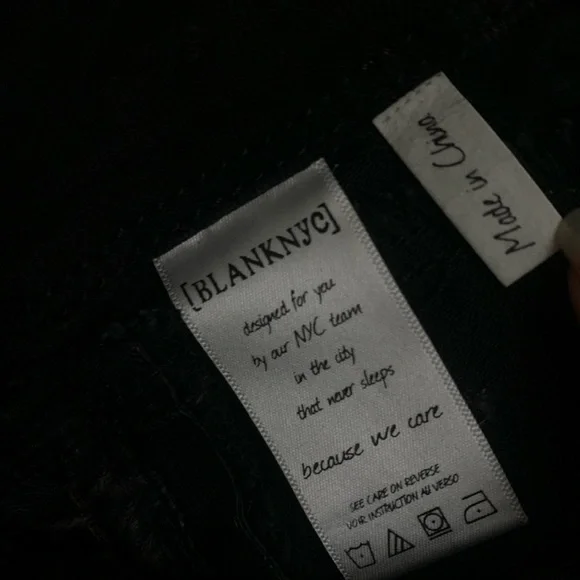 [BLANKNYC]
designed for you
by our NYC team
in the city
that never sleeps
because we care
SEE CARE ON REVERSE
VOIR INSTRUCTION AU VERSO
Made in China